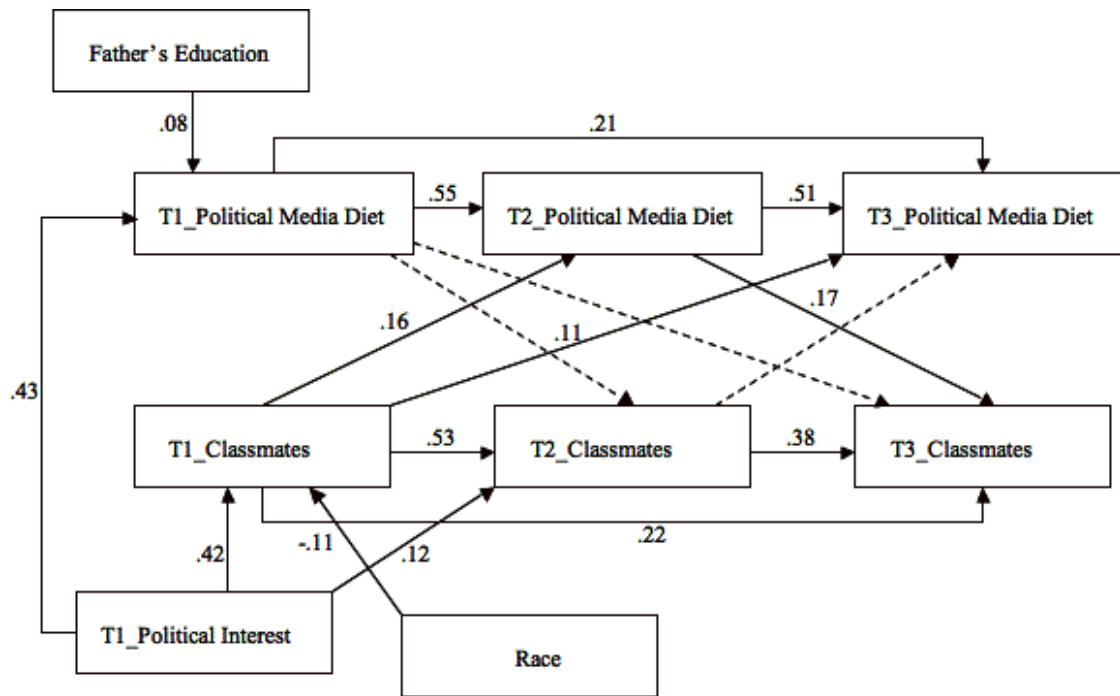 Father's Education
.08
.21
T1_Political Media Diet
.55
T2_Political Media Diet
.51
T3_Political Media Diet
.16
.11
.17
.43
T1_Classmates
.53
T2_Classmates
.38
T3_Classmates
.42
-.11
.12
.22
T1_Political Interest
Race